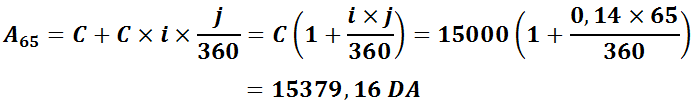 A₆₅ = C + C × i × j/360 = C(1 + i × j/360) = 15000(1 + 0,14 × 65/360)
= 15379,16 DA